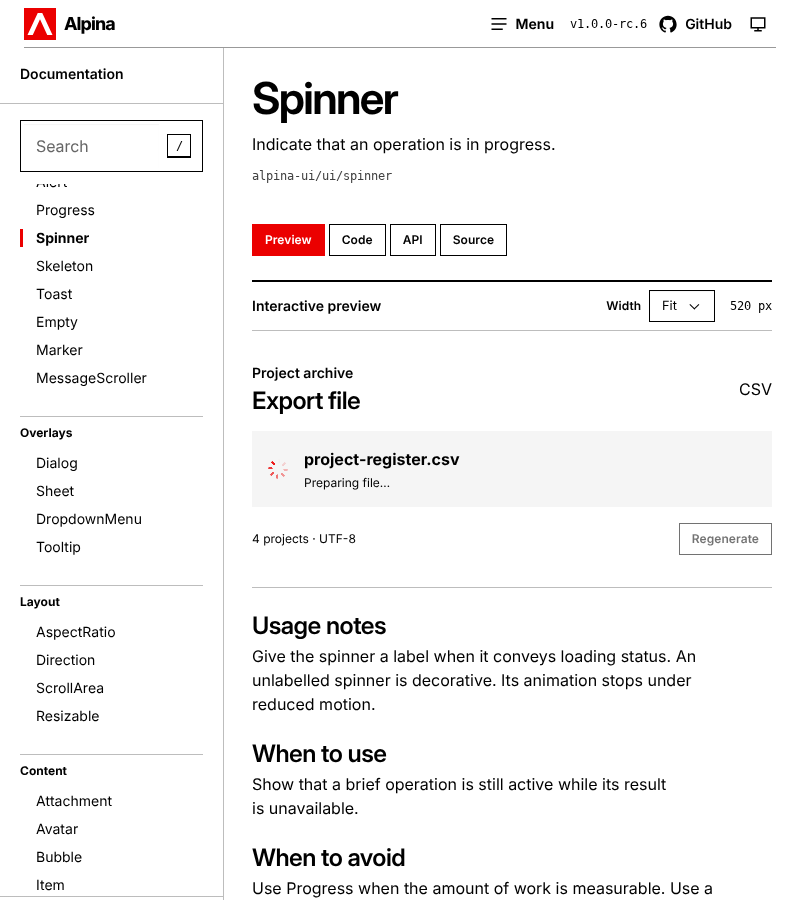 Alpina
Menu
v1.0.0-rc.6
GitHub
Documentation
Search
/
Alert
Progress
Spinner
Skeleton
Toast
Empty
Marker
MessageScroller
Overlays
Dialog
Sheet
DropdownMenu
Tooltip
Layout
AspectRatio
Direction
ScrollArea
Resizable
Content
Attachment
Avatar
Bubble
Item
Spinner
Indicate that an operation is in progress.
alpina-ui/ui/spinner
Preview
Code
API
Source
Interactive preview
Width
Fit
520 px
Project archive
Export file
CSV
project-register.csv
Preparing file…
4 projects · UTF-8
Regenerate
Usage notes
Give the spinner a label when it conveys loading status. An
unlabelled spinner is decorative. Its animation stops under
reduced motion.
When to use
Show that a brief operation is still active while its result
is unavailable.
When to avoid
Use Progress when the amount of work is measurable. Use a